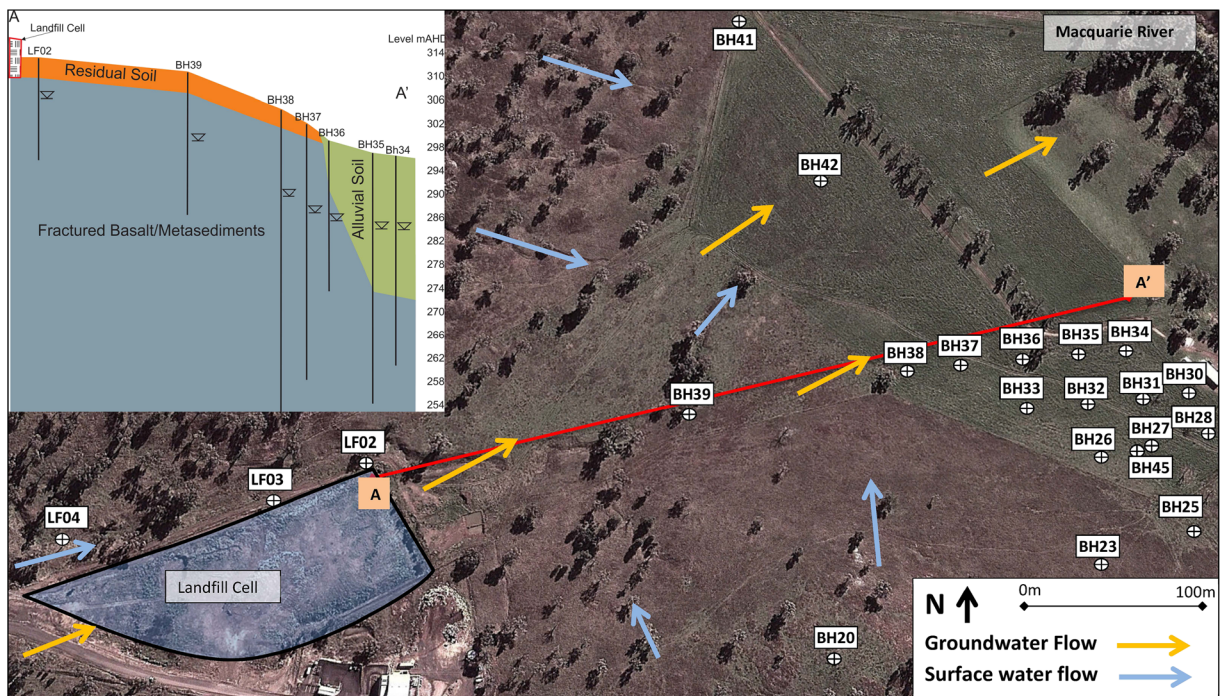 A
Landfill Cell
LF02
Residual Soil
BH39
Level mAHD
314
310
306
302
298
294
290
286
282
278
274
270
266
262
258
254
A'
BH38
BH37
BH36
BH35
Bh34
Alluvial Soil
Fractured Basalt/Metasediments
BH41
Macquarie River
BH42
A'
BH38
BH37
BH36
BH35
BH34
BH33
BH32
BH31
BH30
BH28
BH27
BH26
BH45
BH39
LF02
LF03
A
LF04
BH25
BH23
Landfill Cell
BH20
N
0m
100m
Groundwater Flow
Surface water flow